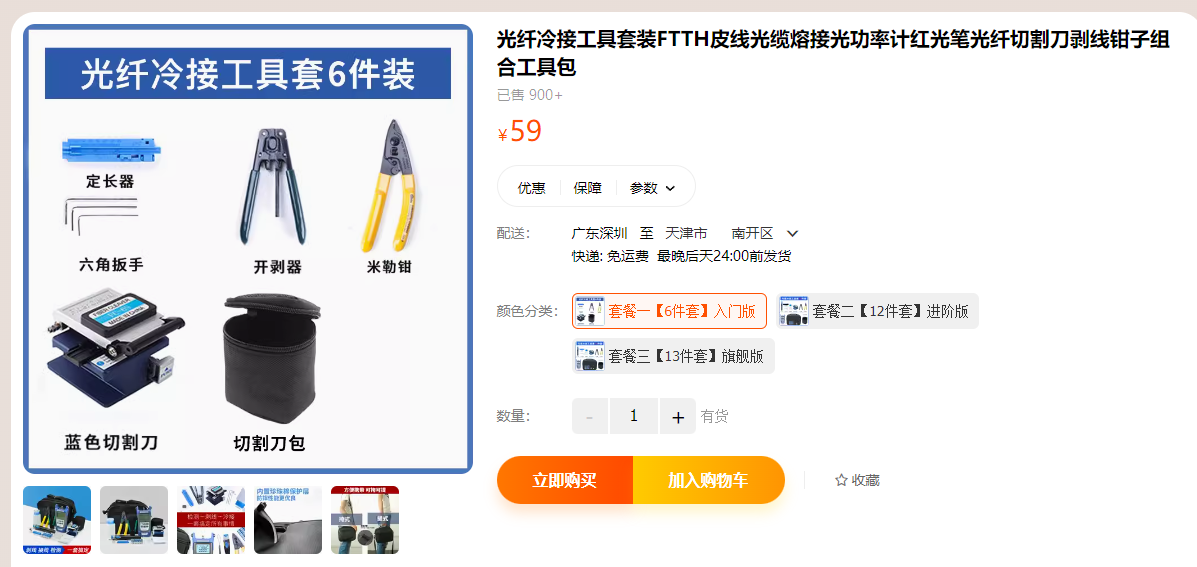 光纤冷接工具套6件装
定长器
六角扳手
开剥器
米勒钳
蓝色切割刀
切割刀包
光纤冷接工具套装FTTH皮线光缆熔接光功率计红光笔光纤切割刀剥线钳子组
合工具包
已售 900+
¥59
优惠 保障 参数
配送: 广东深圳 至 天津市 南开区
快递: 免运费 最晚后天24:00前发货
颜色分类: 套餐一【6件套】入门版 套餐二【12件套】进阶版
套餐三【13件套】旗舰版
数量: - 1 + 有货
立即购买 加入购物车 收藏